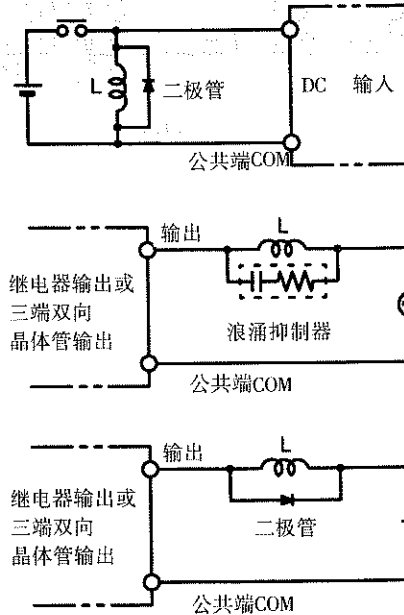 L
二极管
DC 输入
公共端COM
输出
L
继电器输出或
三端双向
晶体管输出
浪涌抑制器
公共端COM
输出
L
继电器输出或
三端双向
晶体管输出
二极管
公共端COM